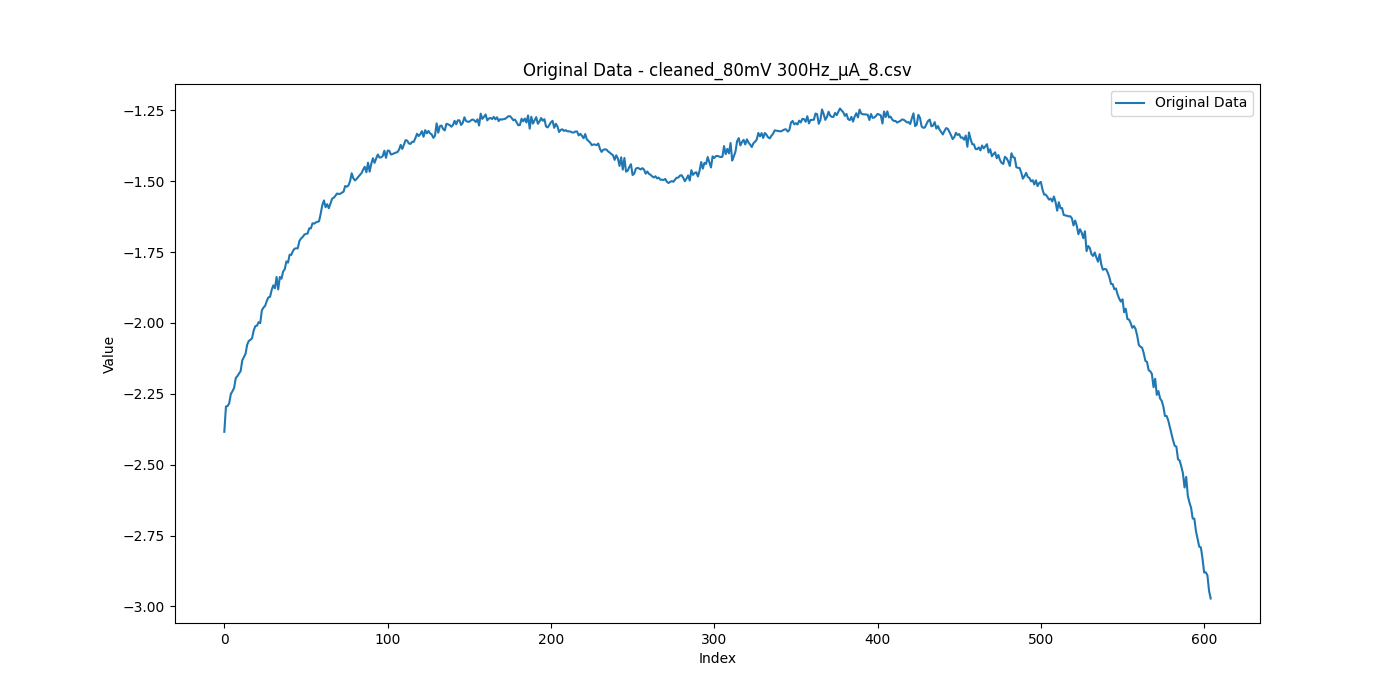 Original Data - cleaned_80mV 300Hz_μA_8.csv
Original Data
−1.25
−1.50
−1.75
−2.00
−2.25
−2.50
−2.75
−3.00
Value
0 100 200 300 400 500 600
Index